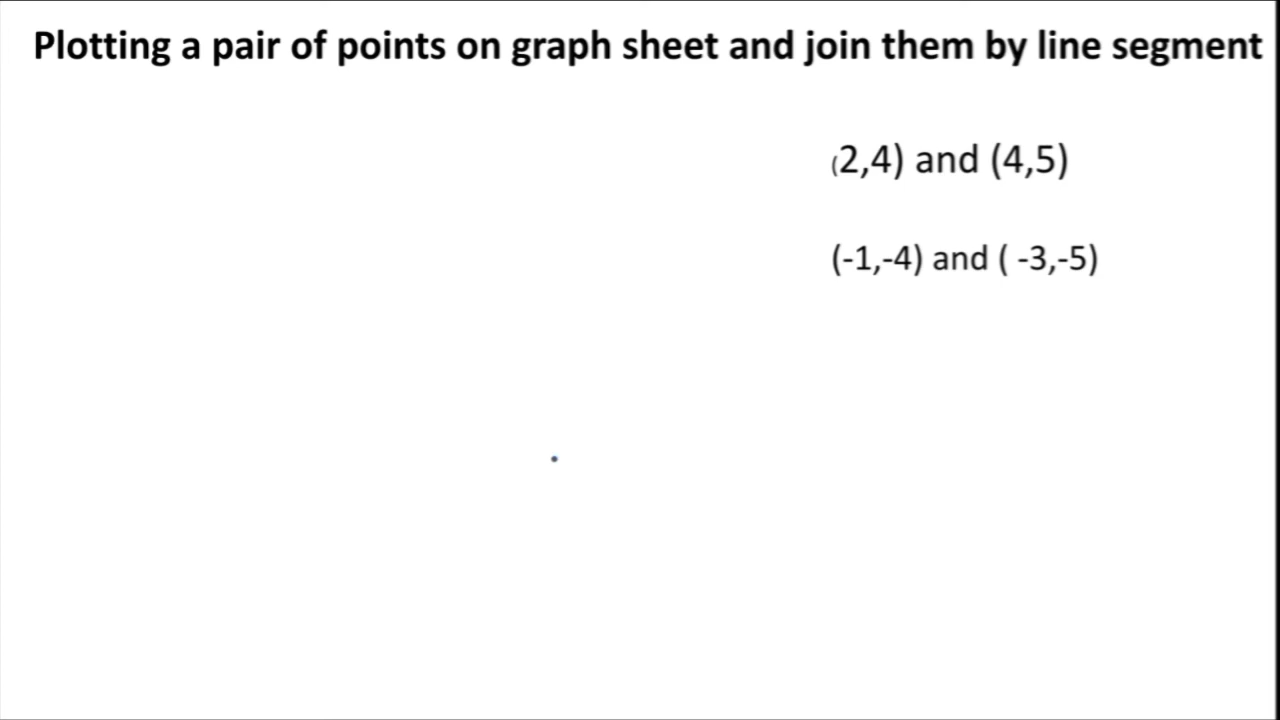 Plotting a pair of points on graph sheet and join them by line segment
(2,4) and (4,5)
(-1,-4) and ( -3,-5)